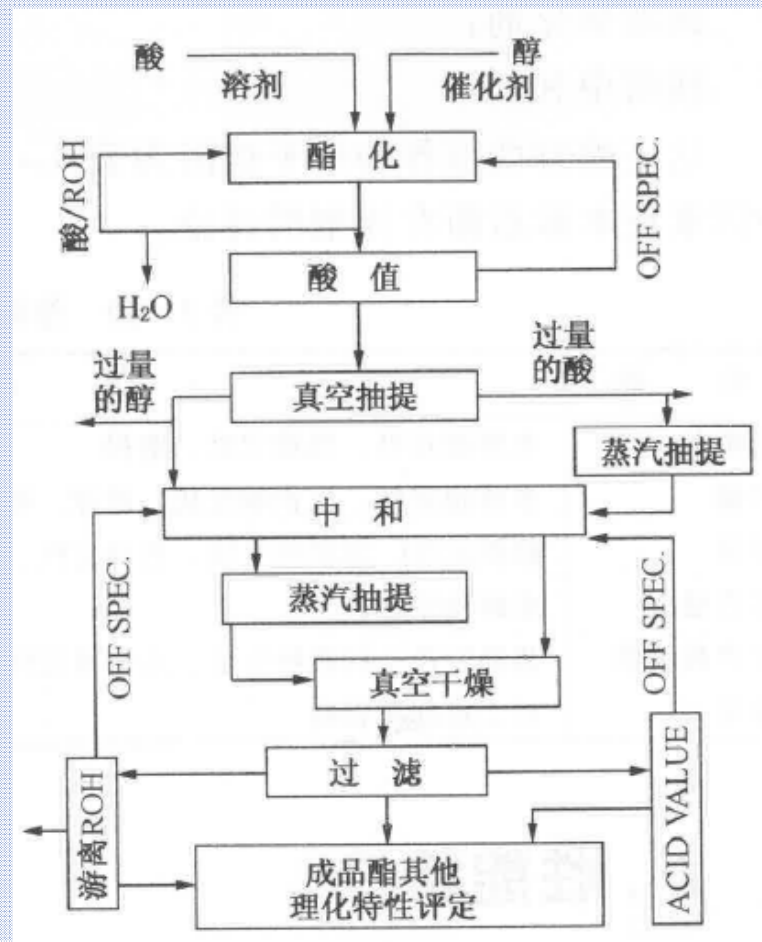 酸
醇
溶剂
催化剂
酯 化
酸/ROH
OFF SPEC.
酸 值
H₂O
过量
的醇
过量
的酸
真空抽提
蒸汽抽提
中 和
OFF SPEC.
蒸汽抽提
OFF SPEC.
真空干燥
过 滤
游离ROH
ACID VALUE
成品酯其他
理化特性评定